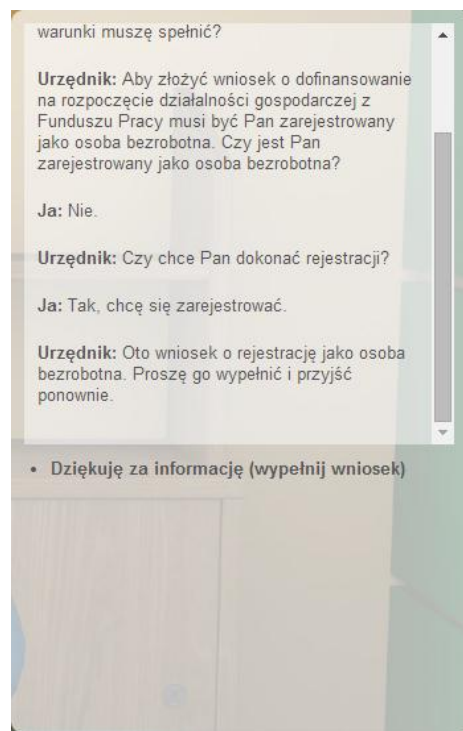 warunki muszę spełnić?
Urzędnik: Aby złożyć wniosek o dofinansowanie
na rozpoczęcie działalności gospodarczej z
Funduszu Pracy musi być Pan zarejestrowany
jako osoba bezrobotna. Czy jest Pan
zarejestrowany jako osoba bezrobotna?
Ja: Nie.
Urzędnik: Czy chce Pan dokonać rejestracji?
Ja: Tak, chcę się zarejestrować.
Urzędnik: Oto wniosek o rejestrację jako osoba
bezrobotna. Proszę go wypełnić i przyjść
ponownie.
• Dziękuję za informację (wypełnij wniosek)